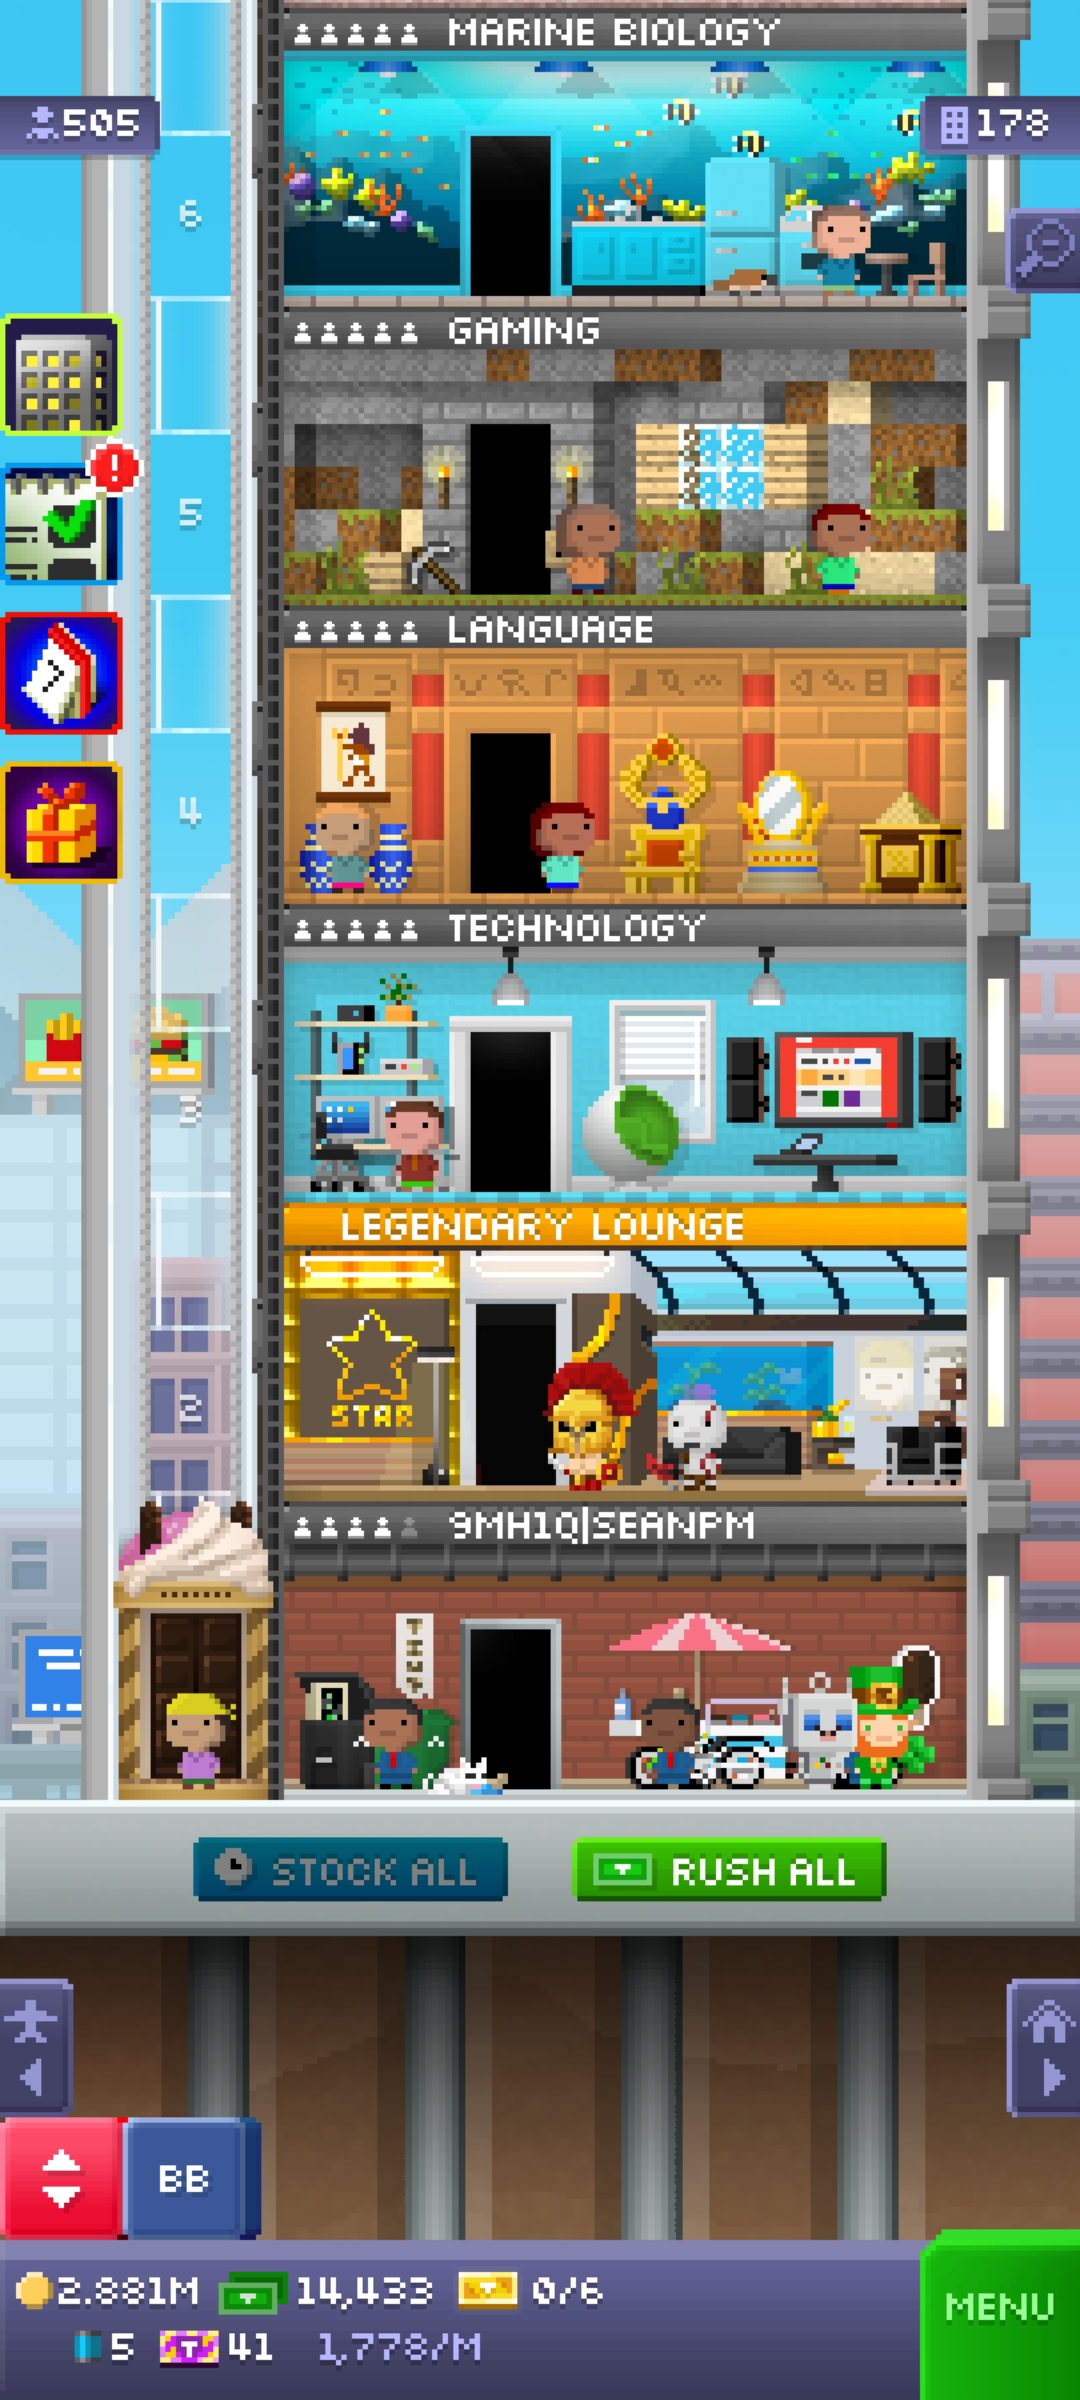 MARINE BIOLOGY
505
178
6
GAMING
5
LANGUAGE
4
TECHNOLOGY
3
LEGENDARY LOUNGE
STAR
2
9MH1Q|SEANPM
STOCK ALL
RUSH ALL
BB
2.881M 14,433 0/6
MENU
5 41 1,778/M